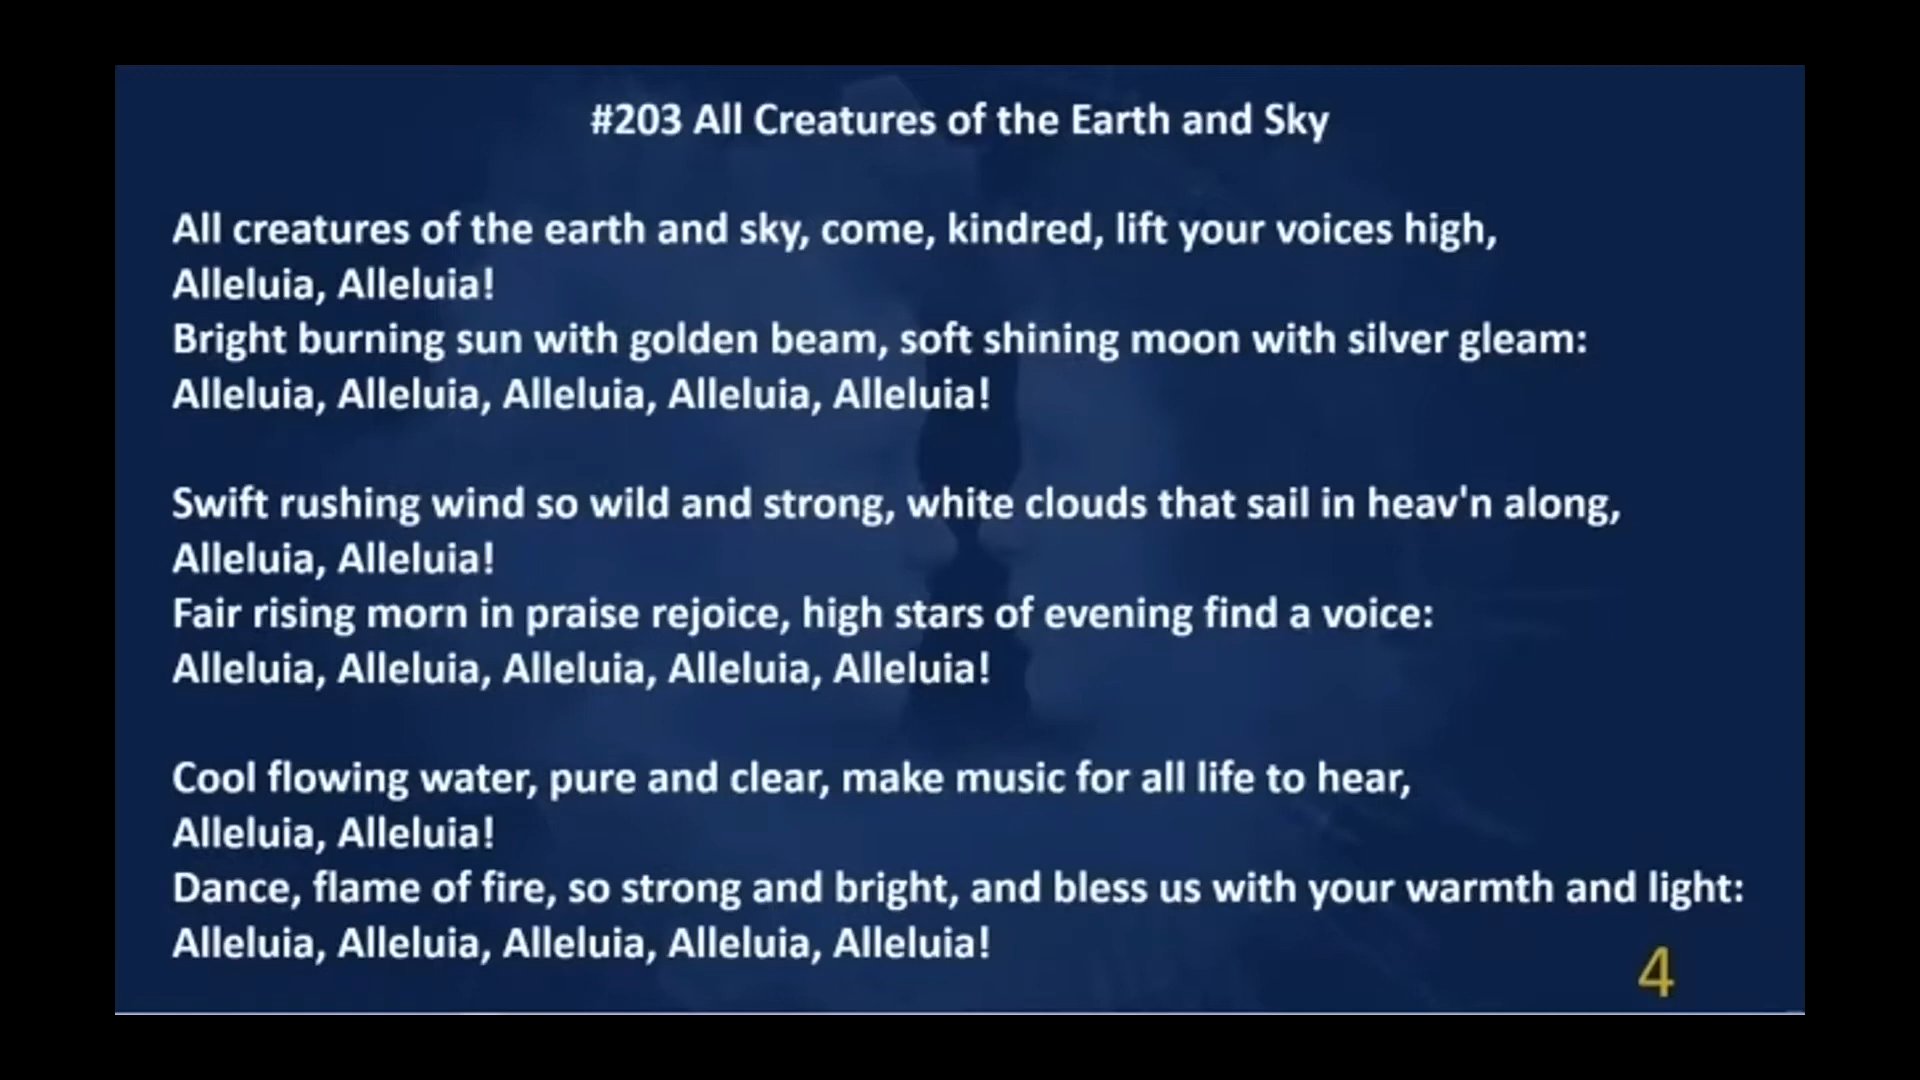 #203 All Creatures of the Earth and Sky
All creatures of the earth and sky, come, kindred, lift your voices high,
Alleluia, Alleluia!
Bright burning sun with golden beam, soft shining moon with silver gleam:
Alleluia, Alleluia, Alleluia, Alleluia, Alleluia!
Swift rushing wind so wild and strong, white clouds that sail in heav'n along,
Alleluia, Alleluia!
Fair rising morn in praise rejoice, high stars of evening find a voice:
Alleluia, Alleluia, Alleluia, Alleluia, Alleluia!
Cool flowing water, pure and clear, make music for all life to hear,
Alleluia, Alleluia!
Dance, flame of fire, so strong and bright, and bless us with your warmth and light:
Alleluia, Alleluia, Alleluia, Alleluia, Alleluia!
4